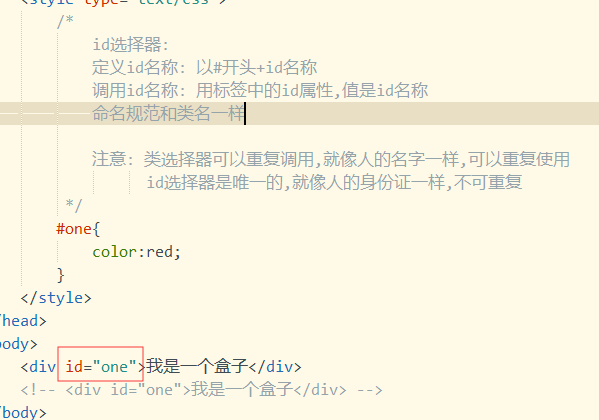 <style type="text/css">
/*
id选择器:
定义id名称: 以#开头+id名称
调用id名称: 用标签中的id属性,值是id名称
命名规范和类名一样
注意: 类选择器可以重复调用,就像人的名字一样,可以重复使用
id选择器是唯一的,就像人的身份证一样,不可重复
*/
#one{
color:red;
}
</style>
/head>
body>
<div id="one">我是一个盒子</div>
<!-- <div id="one">我是一个盒子</div> -->
/body>